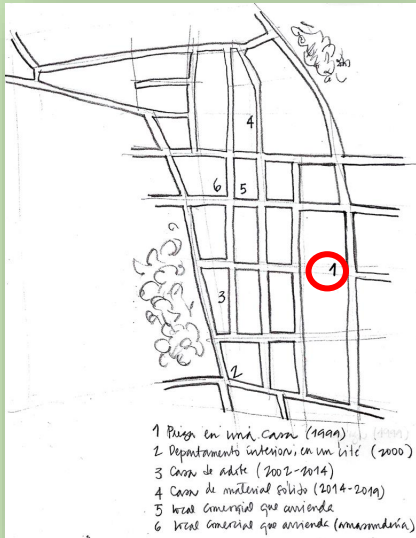 4
6 5
1
3
2
1 Pieza en una casa (1999)
2 Departamento interior, en un cité (2000)
3 Casa de adobe (2002-2014)
4 Casa de material sólido (2014-2019)
5 local comercial que arrienda
6 local comercial que arrienda (amasandería)